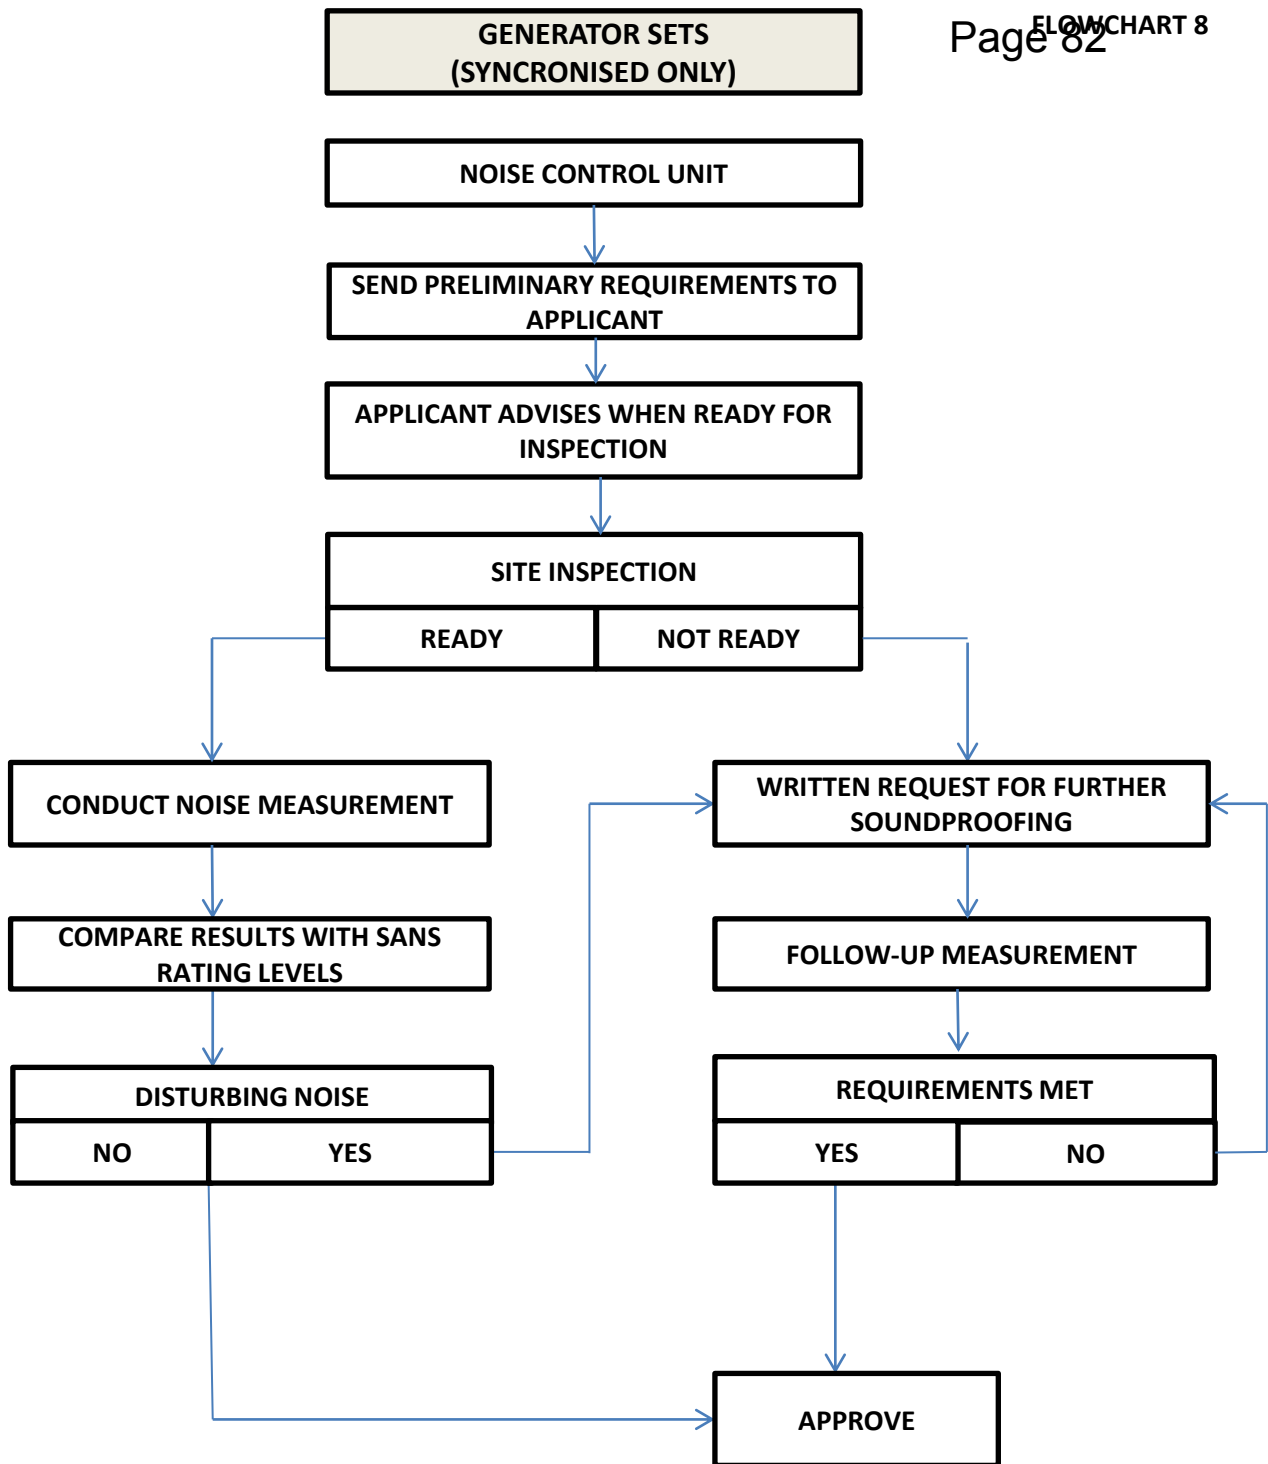 GENERATOR SETS
(SYNCRONISED ONLY)
FLOWCHART 8
Page 82
NOISE CONTROL UNIT
SEND PRELIMINARY REQUIREMENTS TO
APPLICANT
APPLICANT ADVISES WHEN READY FOR
INSPECTION
SITE INSPECTION
READY
NOT READY
CONDUCT NOISE MEASUREMENT
WRITTEN REQUEST FOR FURTHER
SOUNDPROOFING
COMPARE RESULTS WITH SANS
RATING LEVELS
FOLLOW-UP MEASUREMENT
DISTURBING NOISE
NO
YES
REQUIREMENTS MET
YES
NO
APPROVE